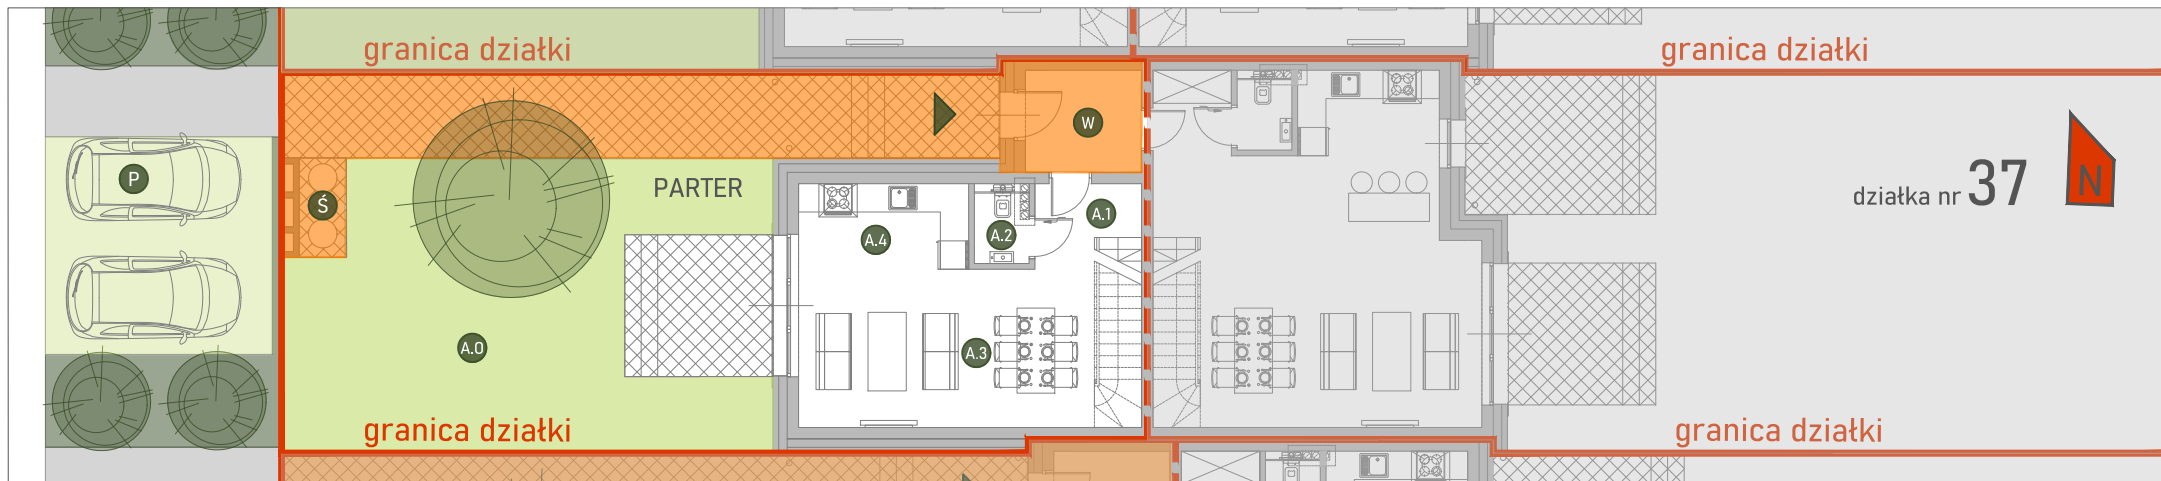 granica działki
granica działki
W
P
Ś
PARTER
działka nr 37
N
A.1
A.2
A.4
A.0
A.3
granica działki
granica działki